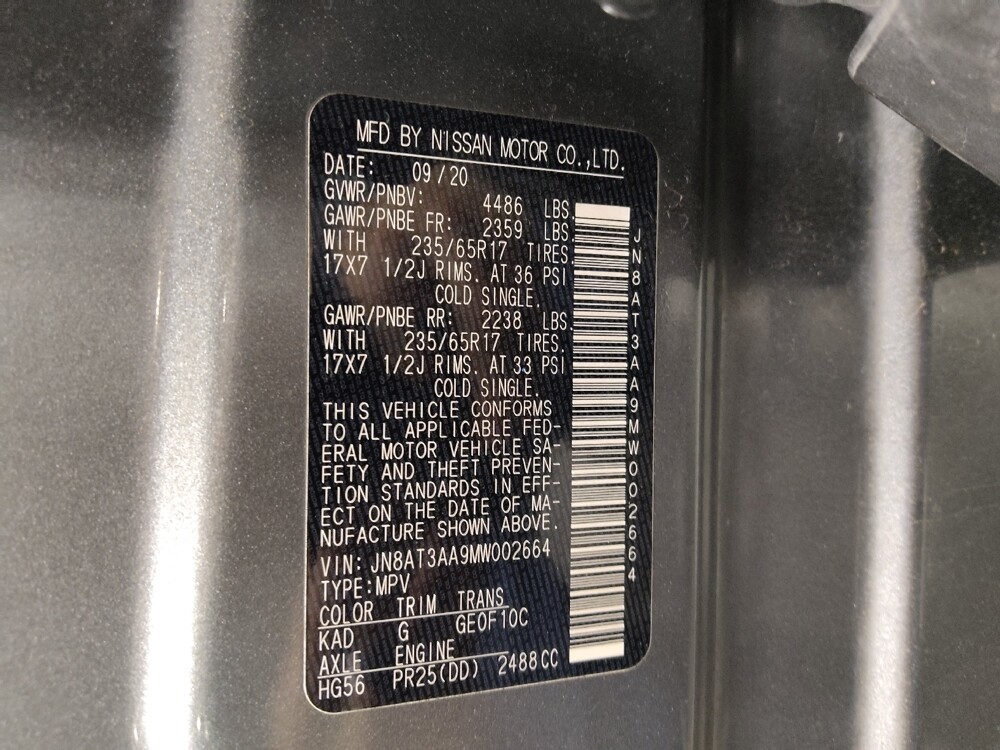 MFD BY NISSAN MOTOR CO.,LTD.
DATE: 09/20
GVWR/PNBV: 4486 LBS.
GAWR/PNBE FR: 2359 LBS.
WITH 235/65R17 TIRES.
17X7 1/2J RIMS. AT 36 PSI
COLD SINGLE.
GAWR/PNBE RR: 2238 LBS.
WITH 235/65R17 TIRES.
17X7 1/2J RIMS. AT 33 PSI
COLD SINGLE.
THIS VEHICLE CONFORMS
TO ALL APPLICABLE FED-
ERAL MOTOR VEHICLE SA-
FETY AND THEFT PREVEN-
TION STANDARDS IN EFF-
ECT ON THE DATE OF MA-
NUFACTURE SHOWN ABOVE.
VIN: JN8AT3AA9MW002664
TYPE:MPV
COLOR TRIM TRANS
KAD G GE0F10C
AXLE ENGINE
HG56 PR25(DD) 2488CC
JN8AT3AA9MW002664